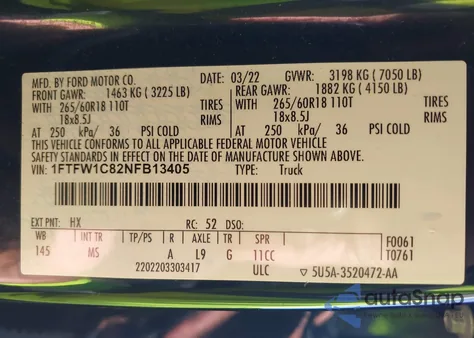 MFD. BY FORD MOTOR CO. DATE: 03/22 GVWR: 3198 KG ( 7050 LB)
FRONT GAWR: 1463 KG ( 3225 LB) REAR GAWR: 1882 KG ( 4150 LB)
WITH 265/60R18 110T TIRES WITH 265/60R18 110T TIRES
18x8.5J RIMS 18x8.5J RIMS
AT 250 kPa/ 36 PSI COLD AT 250 kPa/ 36 PSI COLD
THIS VEHICLE CONFORMS TO ALL APPLICABLE FEDERAL MOTOR VEHICLE
SAFETY STANDARDS IN EFFECT ON THE DATE OF MANUFACTURE SHOWN ABOVE.
VIN: 1FTFW1C82NFB13405 TYPE: Truck
EXT PNT: HX RC: 52 DSO: F0061
WB INT TR TP/PS R AXLE TR SPR T0761
145 MS A L9 G 11CC
2202203303417 ULC ▽ 5U5A-3520472-AA
autoSnap